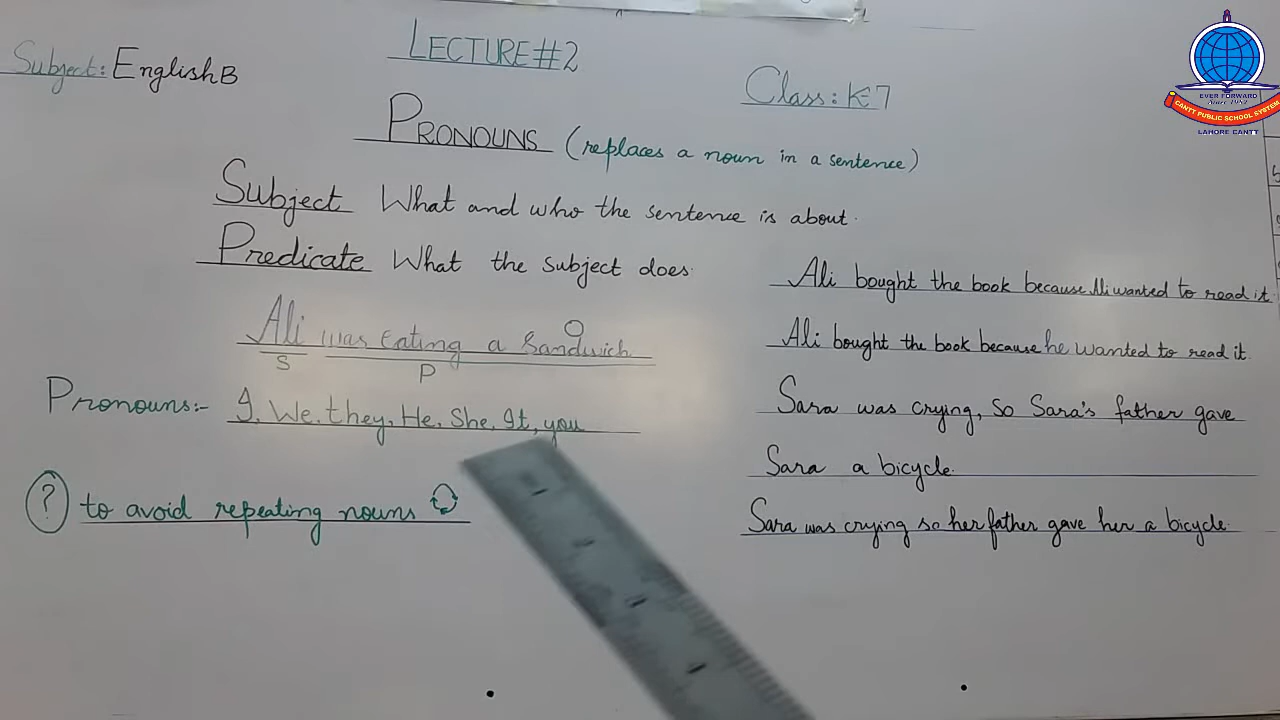 LECTURE#2
Subject: English B
Class: K-7
PRONOUNS (replaces a noun in a sentence)
Subject What and who the sentence is about.
Predicate What the subject does.
Ali was eating a sandwich
O
S
P
Pronouns:- I, We, they, He, She, It, you
? to avoid repeating nouns
Ali bought the book because Ali wanted to read it.
Ali bought the book because he wanted to read it.
Sara was crying, so Sara's father gave
Sara a bicycle.
Sara was crying so her father gave her a bicycle.
EVER FORWARD
Since 1982
CANTT PUBLIC SCHOOL SYSTEM
LAHORE CANTT